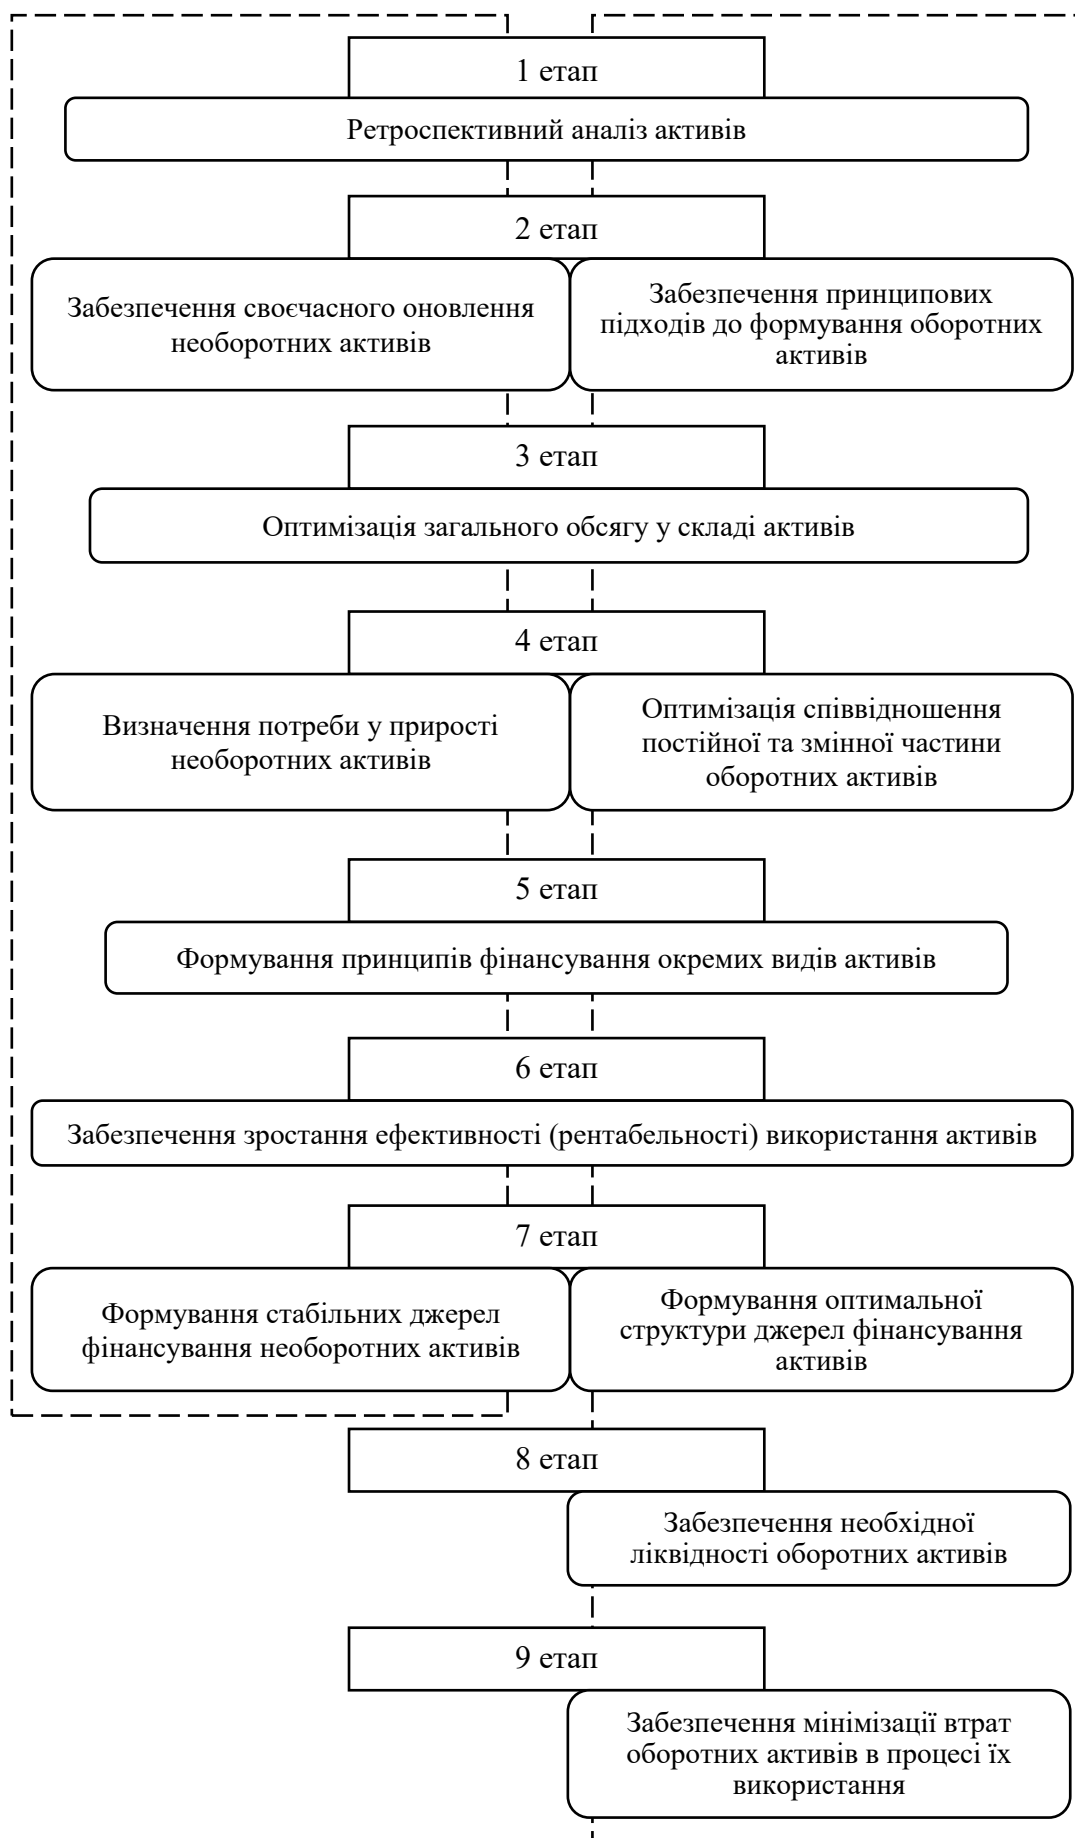 1 етап
Ретроспективний аналіз активів
2 етап
Забезпечення своєчасного оновлення
необоротних активів
Забезпечення принципових
підходів до формування оборотних
активів
3 етап
Оптимізація загального обсягу у складі активів
4 етап
Визначення потреби у прирості
необоротних активів
Оптимізація співвідношення
постійної та змінної частини
оборотних активів
5 етап
Формування принципів фінансування окремих видів активів
6 етап
Забезпечення зростання ефективності (рентабельності) використання активів
7 етап
Формування стабільних джерел
фінансування необоротних активів
Формування оптимальної
структури джерел фінансування
активів
8 етап
Забезпечення необхідної
ліквідності оборотних активів
9 етап
Забезпечення мінімізації втрат
оборотних активів в процесі їх
використання